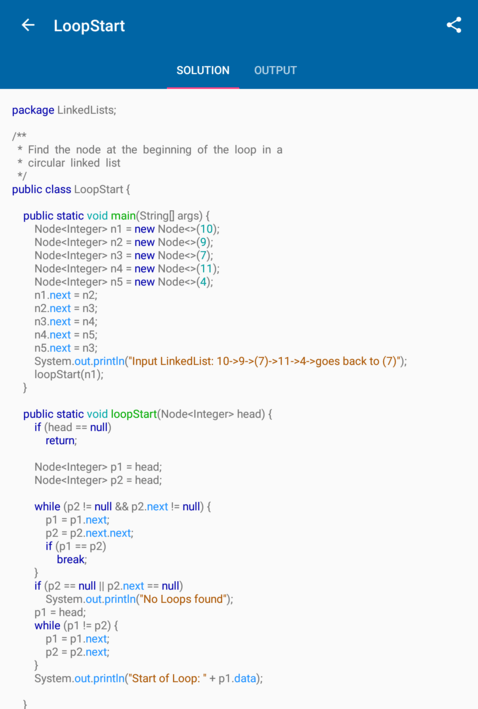 LoopStart
SOLUTION OUTPUT
package LinkedLists;
/**
* Find the node at the beginning of the loop in a
* circular linked list
*/
public class LoopStart {
public static void main(String[] args) {
Node<Integer> n1 = new Node<>(10);
Node<Integer> n2 = new Node<>(9);
Node<Integer> n3 = new Node<>(7);
Node<Integer> n4 = new Node<>(11);
Node<Integer> n5 = new Node<>(4);
n1.next = n2;
n2.next = n3;
n3.next = n4;
n4.next = n5;
n5.next = n3;
System.out.println("Input LinkedList: 10->9->(7)->11->4->goes back to (7)");
loopStart(n1);
}
public static void loopStart(Node<Integer> head) {
if (head == null)
return;
Node<Integer> p1 = head;
Node<Integer> p2 = head;
while (p2 != null && p2.next != null) {
p1 = p1.next;
p2 = p2.next.next;
if (p1 == p2)
break;
}
if (p2 == null || p2.next == null)
System.out.println("No Loops found");
p1 = head;
while (p1 != p2) {
p1 = p1.next;
p2 = p2.next;
}
System.out.println("Start of Loop: " + p1.data);
}